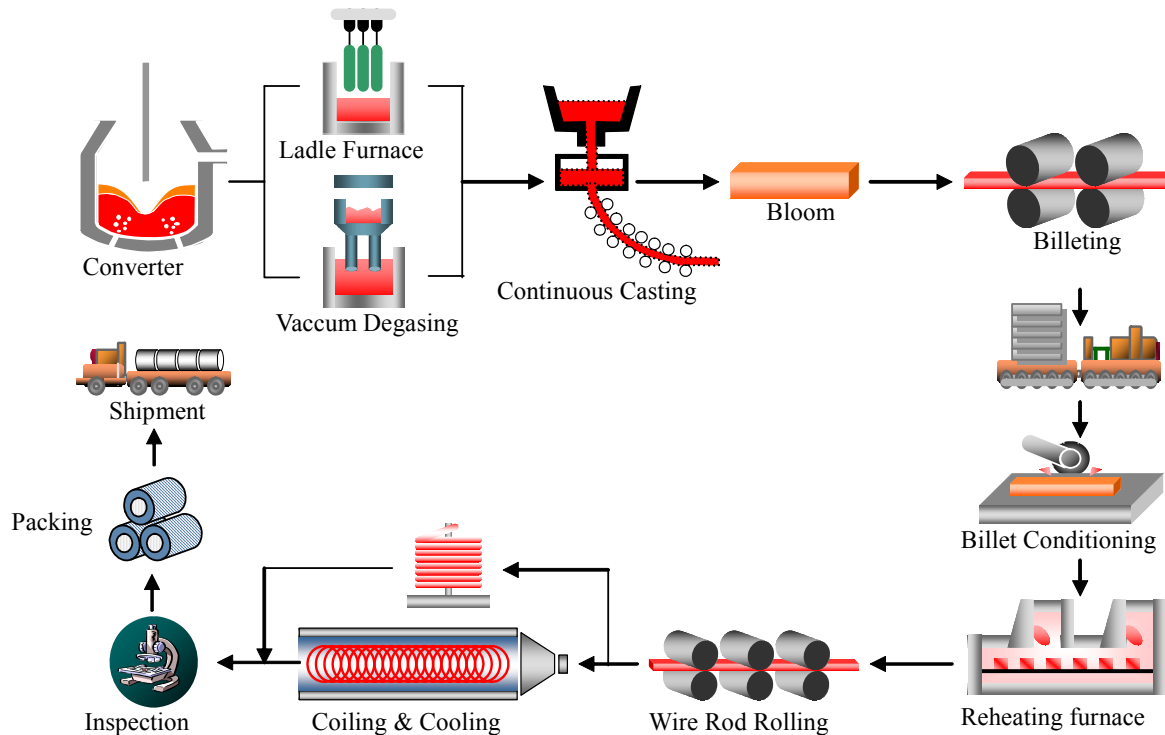 Ladle Furnace
Converter
Vaccum Degasing
Continuous Casting
Bloom
Billeting
Shipment
Packing
Billet Conditioning
Inspection
Coiling & Cooling
Wire Rod Rolling
Reheating furnace